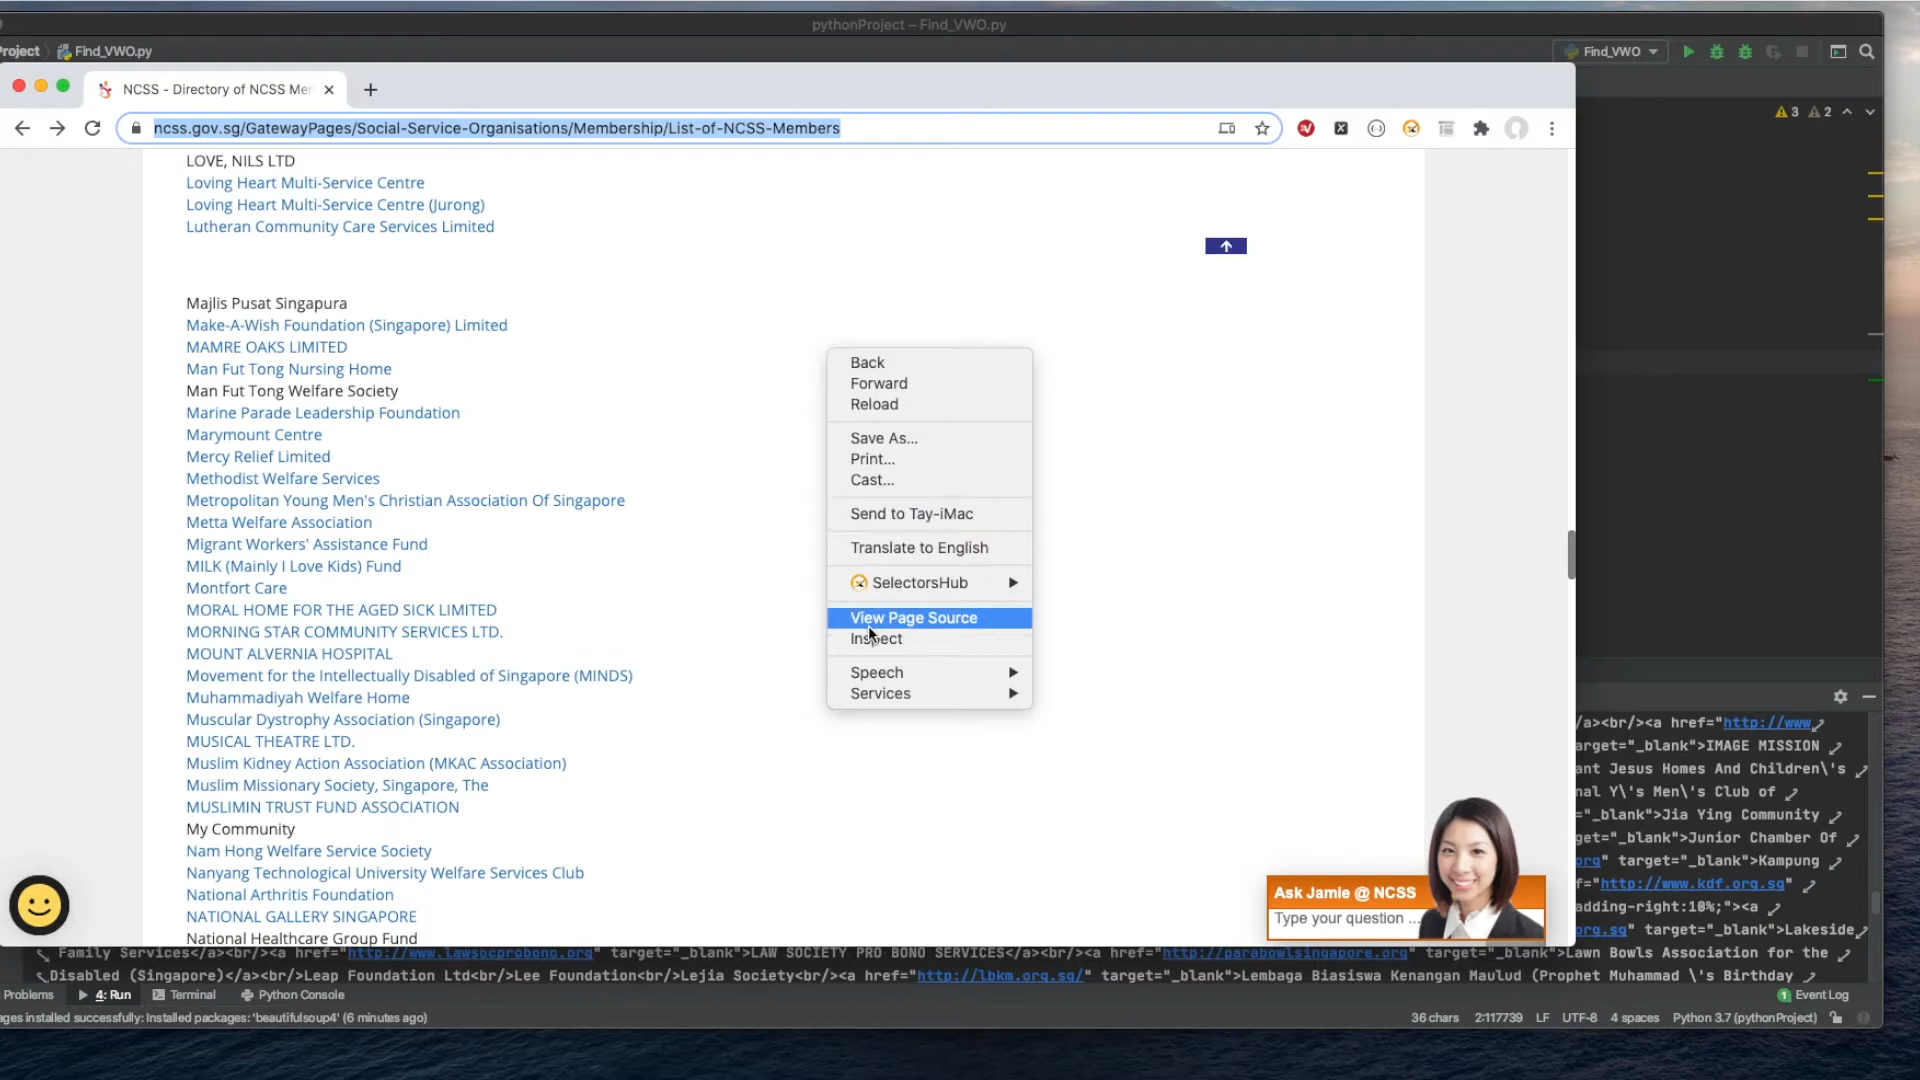 pythonProject – Find_VWO.py
Project
Find_VWO.py
Find_VWO
NCSS - Directory of NCSS Mem
3
2
ncss.gov.sg/GatewayPages/Social-Service-Organisations/Membership/List-of-NCSS-Members
LOVE, NILS LTD
Loving Heart Multi-Service Centre
Loving Heart Multi-Service Centre (Jurong)
Lutheran Community Care Services Limited
Majlis Pusat Singapura
Make-A-Wish Foundation (Singapore) Limited
MAMRE OAKS LIMITED
Man Fut Tong Nursing Home
Man Fut Tong Welfare Society
Marine Parade Leadership Foundation
Marymount Centre
Mercy Relief Limited
Methodist Welfare Services
Metropolitan Young Men's Christian Association Of Singapore
Metta Welfare Association
Migrant Workers' Assistance Fund
MILK (Mainly I Love Kids) Fund
Montfort Care
MORAL HOME FOR THE AGED SICK LIMITED
MORNING STAR COMMUNITY SERVICES LTD.
MOUNT ALVERNIA HOSPITAL
Movement for the Intellectually Disabled of Singapore (MINDS)
Muhammadiyah Welfare Home
Muscular Dystrophy Association (Singapore)
MUSICAL THEATRE LTD.
Muslim Kidney Action Association (MKAC Association)
Muslim Missionary Society, Singapore, The
MUSLIMIN TRUST FUND ASSOCIATION
My Community
Nam Hong Welfare Service Society
Nanyang Technological University Welfare Services Club
National Arthritis Foundation
NATIONAL GALLERY SINGAPORE
National Healthcare Group Fund
Back
Forward
Reload
Save As...
Print...
Cast...
Send to Tay-iMac
Translate to English
SelectorsHub
View Page Source
Inspect
Speech
Services
Ask Jamie @ NCSS
Type your question ...
/a><br/><a href="http://www
arget="_blank">IMAGE MISSION
ant Jesus Homes And Children\'s
nal Y\'s Men\'s Club of
="_blank">Jia Ying Community
get="_blank">Junior Chamber Of
org" target="_blank">Kampung
f="http://www.kdf.org.sg"
adding-right:10%;"><a
org.sg" target="_blank">Lakeside
Family Services</a><br/><a href="http://www.lawsocprobono.org" target="_blank">LAW SOCIETY PRO BONO SERVICES</a><br/><a href="http://parabowlsingapore.org" target="_blank">Lawn Bowls Association for the
Disabled (Singapore)</a><br/>Leap Foundation Ltd<br/>Lee Foundation<br/>Lejia Society<br/><a href="http://lbkm.org.sg/" target="_blank">Lembaga Biasiswa Kenangan Maulud (Prophet Muhammad \'s Birthday
Problems
4: Run
Terminal
Python Console
1 Event Log
ages installed successfully: Installed packages: 'beautifulsoup4' (6 minutes ago)
36 chars 2:117739 LF UTF-8 4 spaces Python 3.7 (pythonProject)